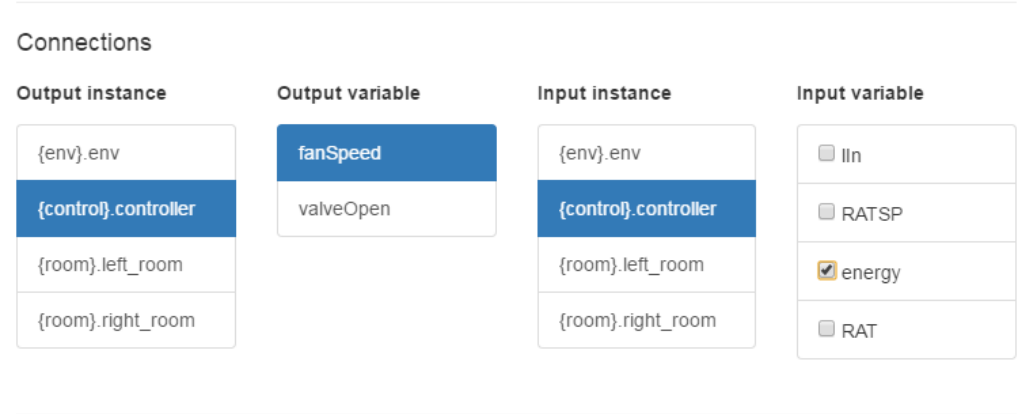 Connections
Output instance Output variable Input instance Input variable
{env}.env fanSpeed {env}.env lIn
{control}.controller valveOpen {control}.controller RATSP
{room}.left_room {room}.left_room energy
{room}.right_room {room}.right_room RAT